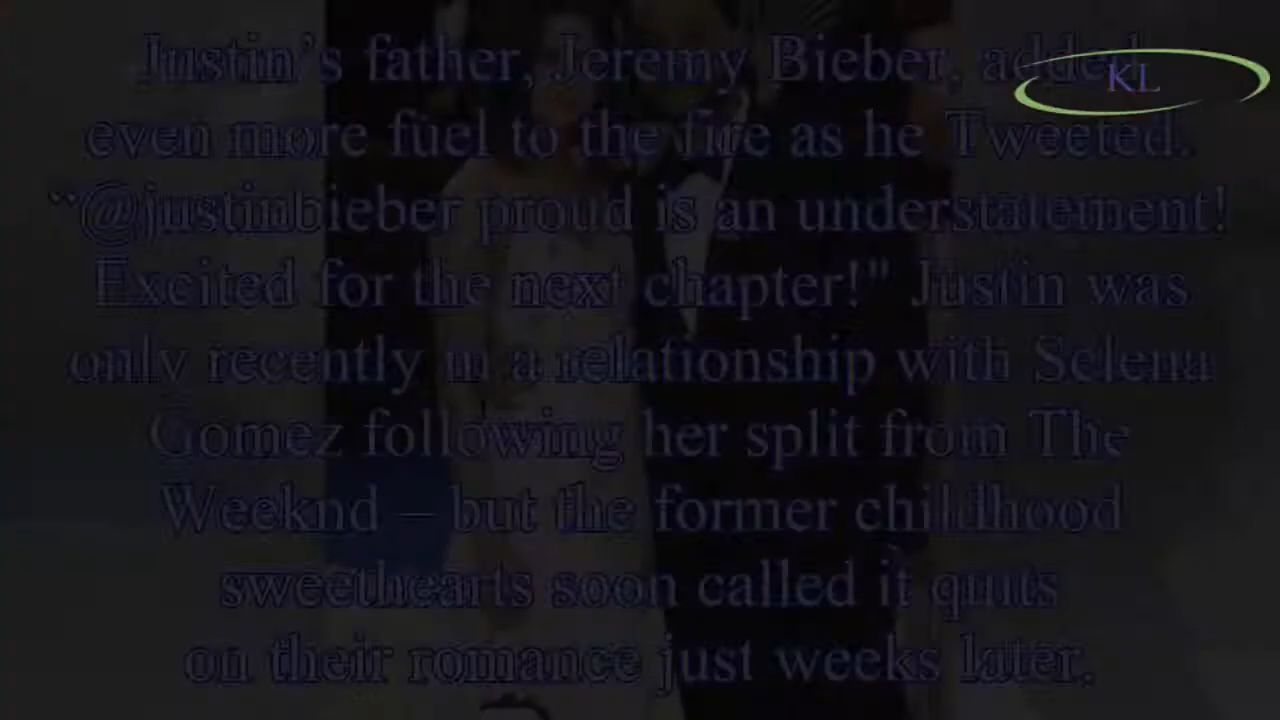 Justin’s father, Jeremy Bieber, added
KL
even more fuel to the fire as he Tweeted:
“@justinbieber proud is an understatement!
Excited for the next chapter!" Justin was
only recently in a relationship with Selena
Gomez following her split from The
Weeknd – but the former childhood
sweethearts soon called it quits
on their romance just weeks later.